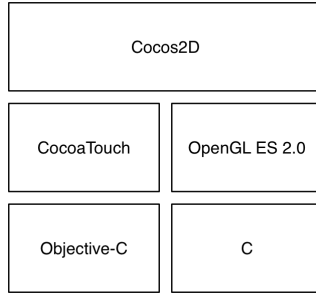 Cocos2D
CocoaTouch
OpenGL ES 2.0
Objective-C
C